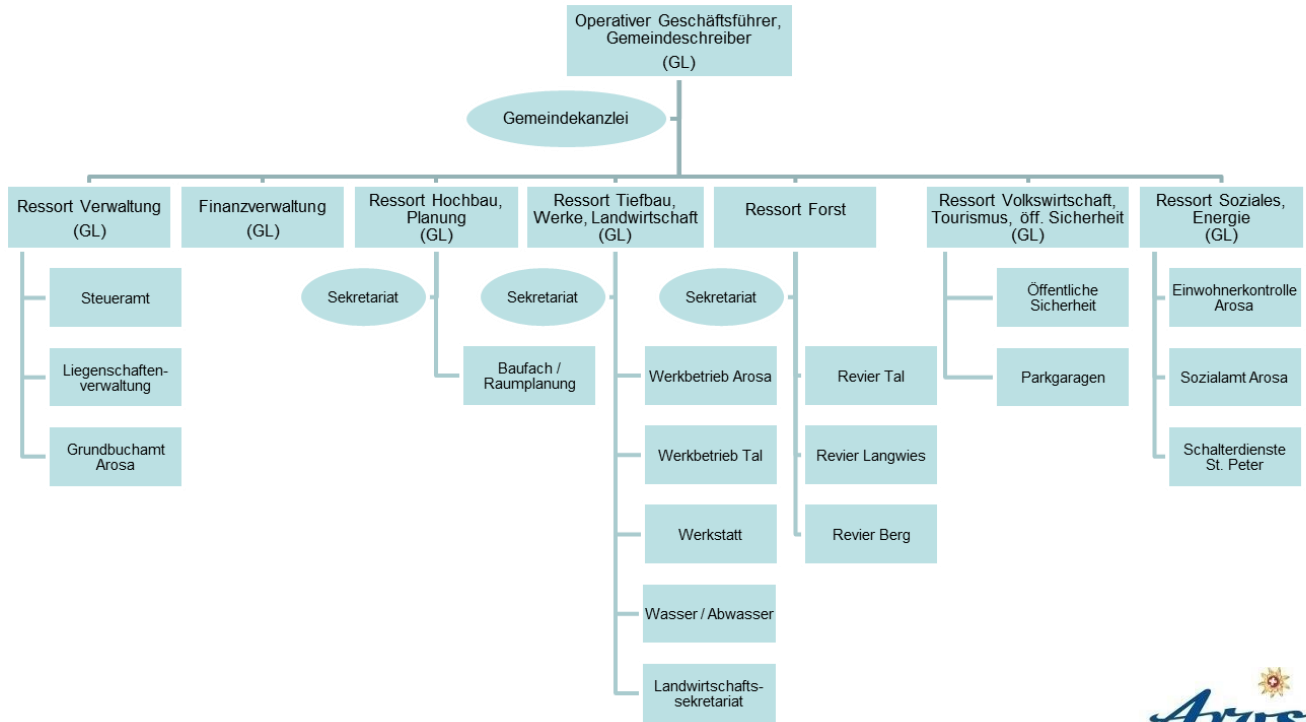 Operativer Geschäftsführer,
Gemeindeschreiber
(GL)
Gemeindekanzlei
Ressort Verwaltung
(GL)
Finanzverwaltung
(GL)
Ressort Hochbau,
Planung
(GL)
Ressort Tiefbau,
Werke, Landwirtschaft
(GL)
Ressort Forst
Ressort Volkswirtschaft,
Tourismus, öff. Sicherheit
(GL)
Ressort Soziales,
Energie
(GL)
Steueramt
Liegenschaften-
verwaltung
Grundbuchamt
Arosa
Sekretariat
Baufach /
Raumplanung
Sekretariat
Werkbetrieb Arosa
Werkbetrieb Tal
Werkstatt
Wasser / Abwasser
Landwirtschafts-
sekretariat
Sekretariat
Revier Tal
Revier Langwies
Revier Berg
Öffentliche
Sicherheit
Parkgaragen
Einwohnerkontrolle
Arosa
Sozialamt Arosa
Schalterdienste
St. Peter